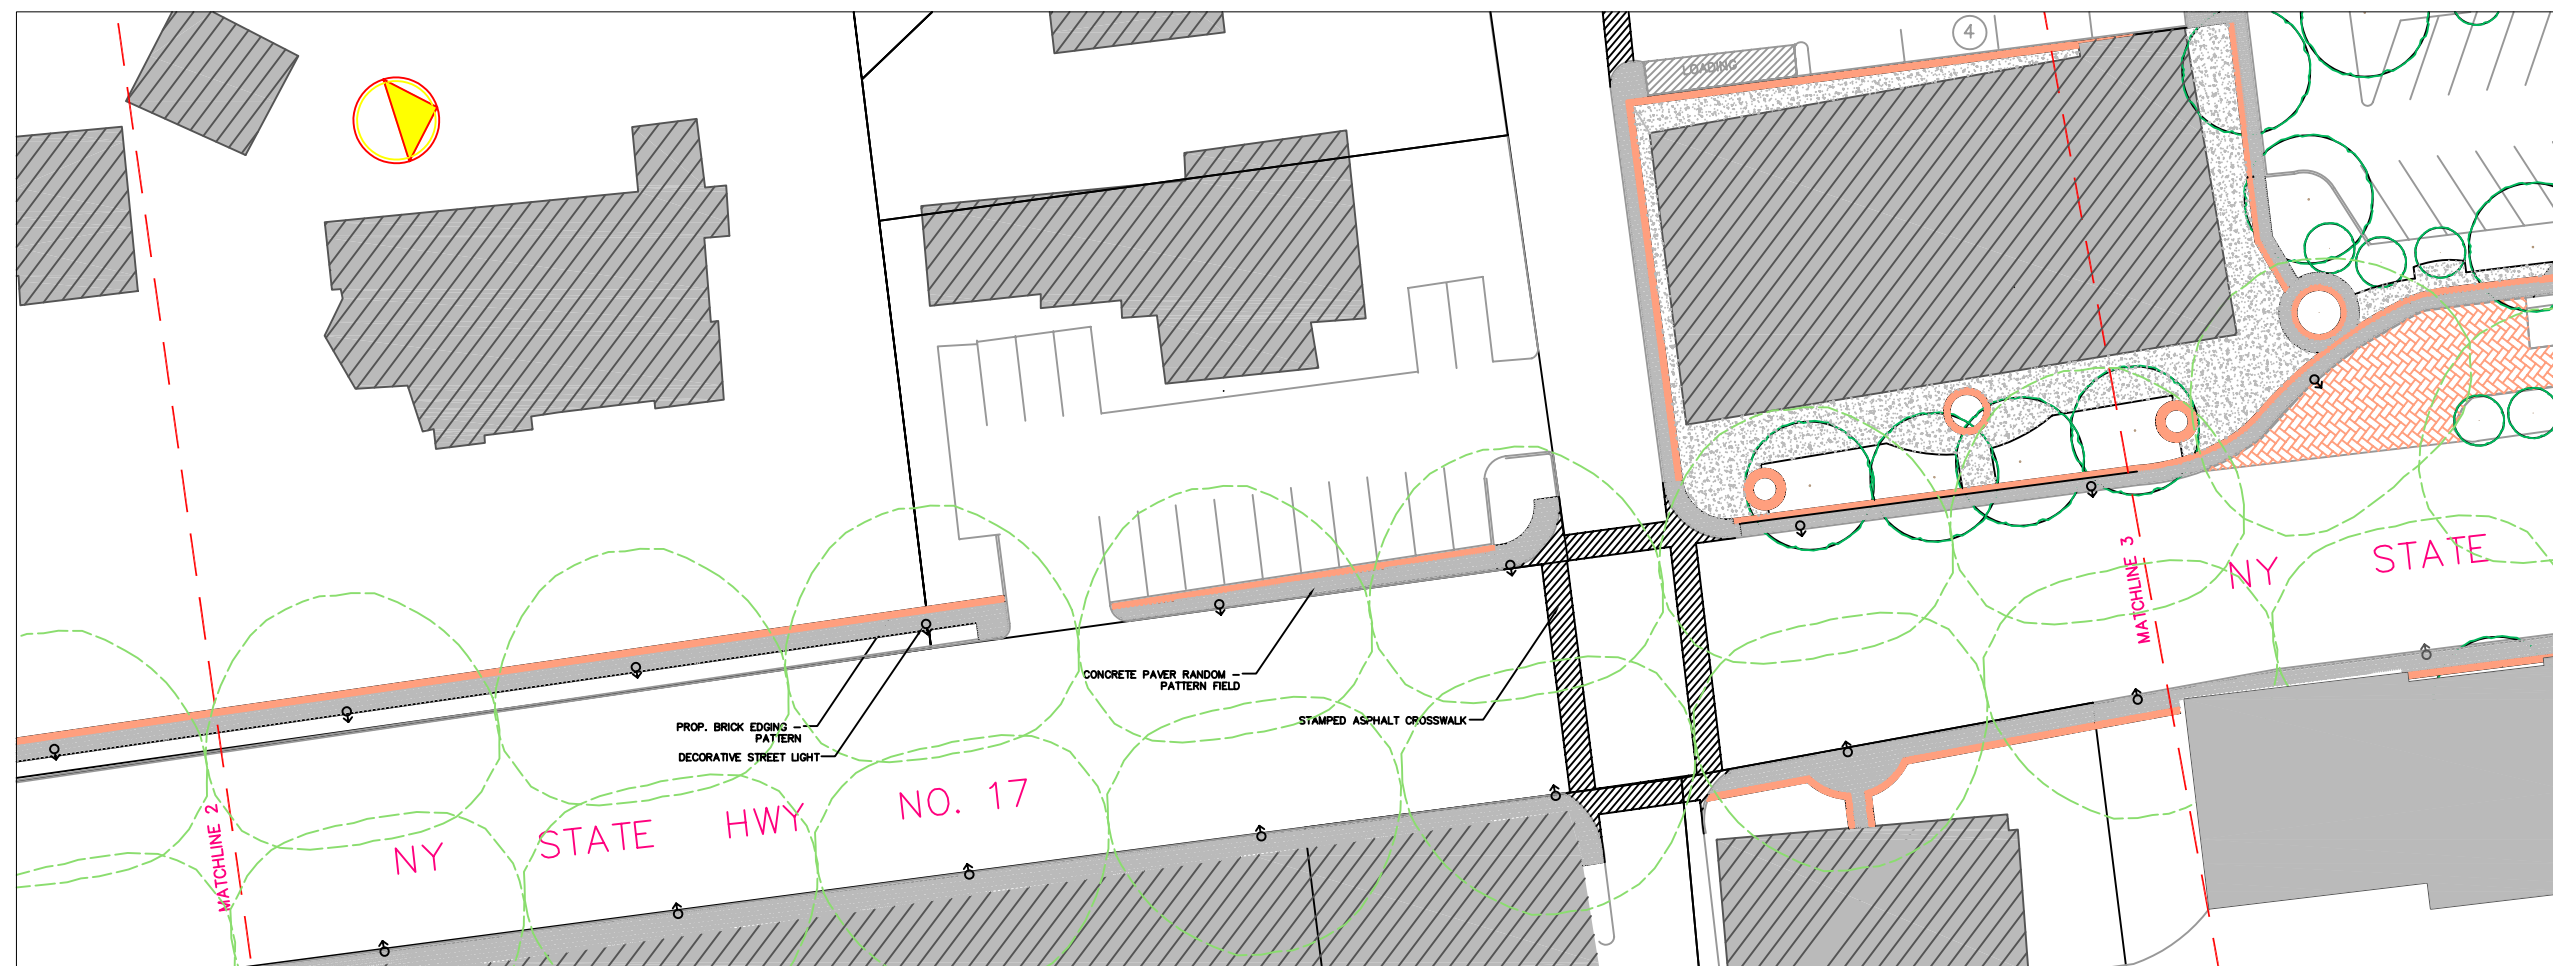 4
LOADING
NY STATE
MATCHLINE 3
CONCRETE PAVER RANDOM
PATTERN FIELD
STAMPED ASPHALT CROSSWALK
PROP. BRICK EDGING
PATTERN
DECORATIVE STREET LIGHT
NY STATE HWY NO. 17
MATCHLINE 2